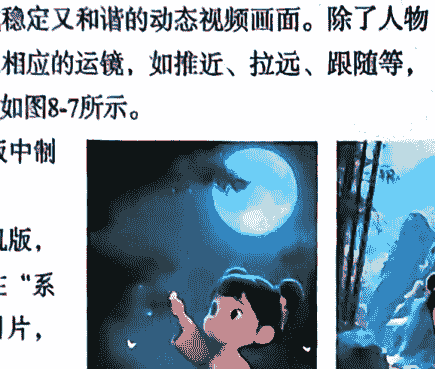 稳定又和谐的动态视频画面。除了人物
相应的运镜，如推近、拉远、跟随等，
如图8-7所示。
版中制
机版，
在“系
图片，